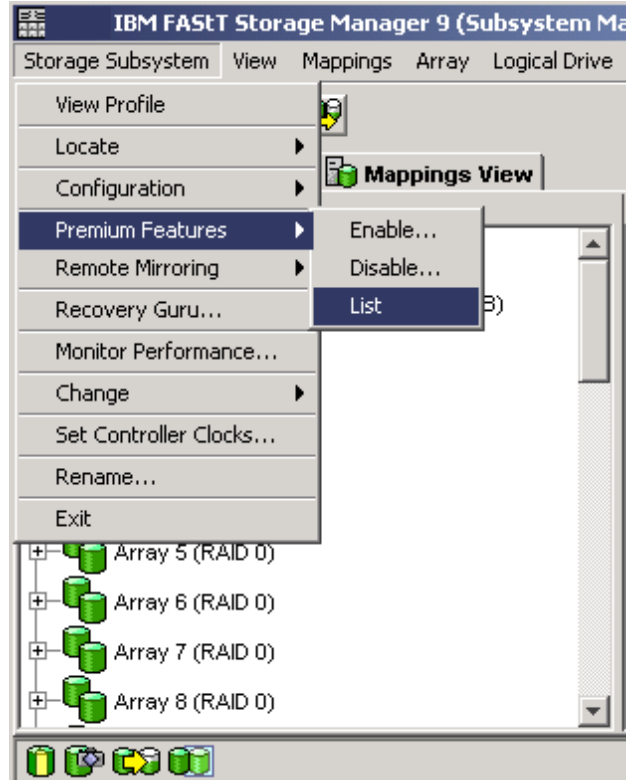 IBM FAStT Storage Manager 9 (Subsystem Ma
Storage Subsystem View Mappings Array Logical Drive
View Profile
Locate
Mappings View
Configuration
Premium Features
Enable...
Remote Mirroring
Disable...
Recovery Guru...
List
B)
Monitor Performance...
Change
Set Controller Clocks...
Rename...
Exit
Array 5 (RAID 0)
Array 6 (RAID 0)
Array 7 (RAID 0)
Array 8 (RAID 0)